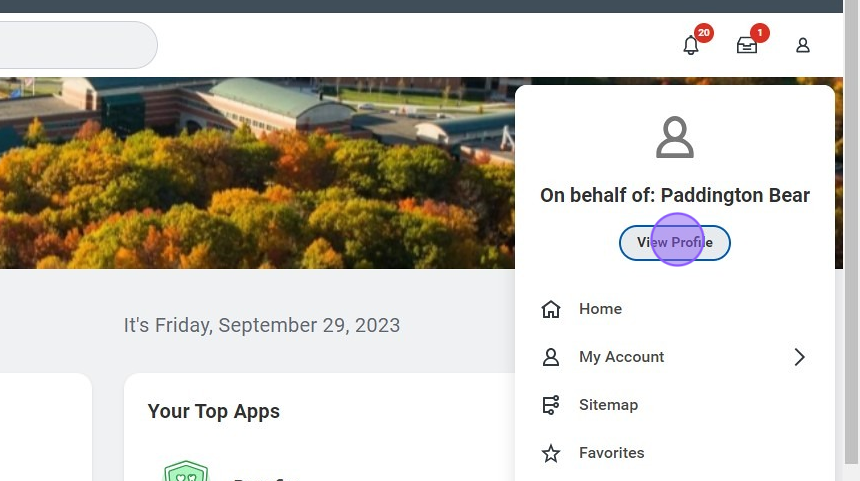 20
1
On behalf of: Paddington Bear
View Profile
Home
It's Friday, September 29, 2023
My Account
Your Top Apps
Sitemap
Favorites